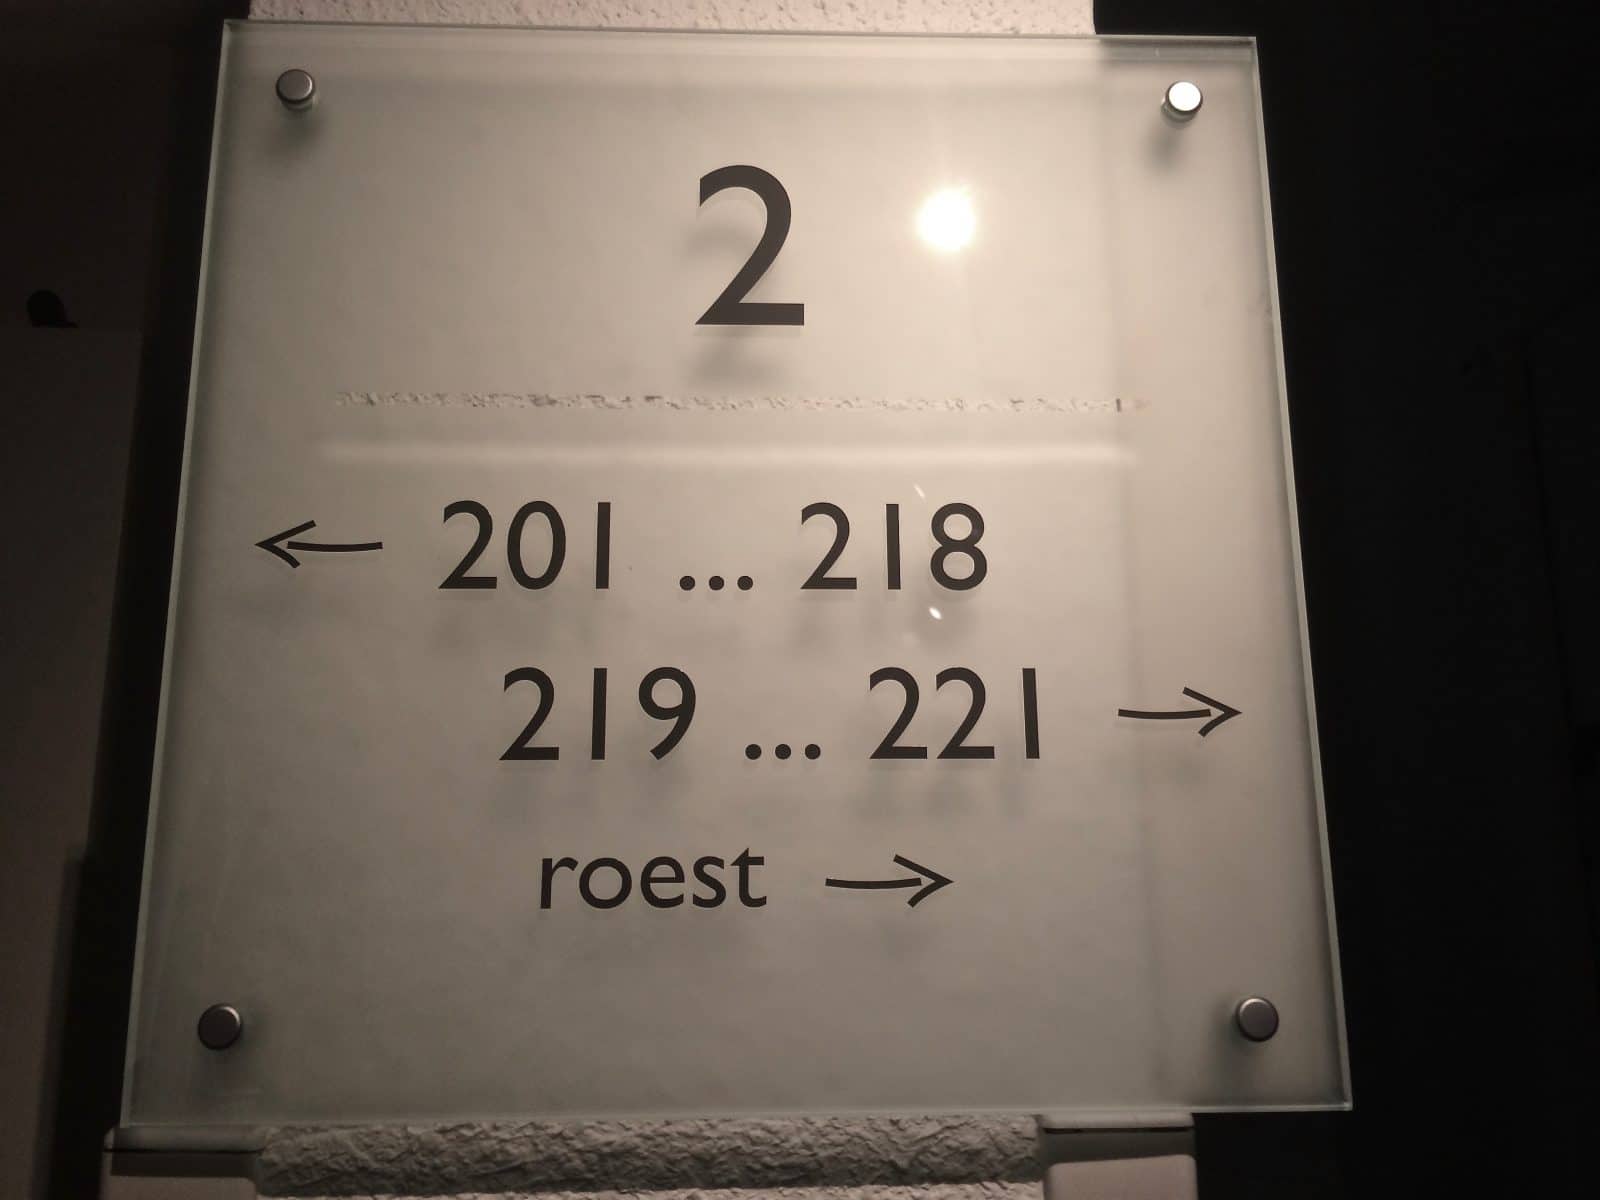 2
← 201 ... 218
219 ... 221 →
roest →